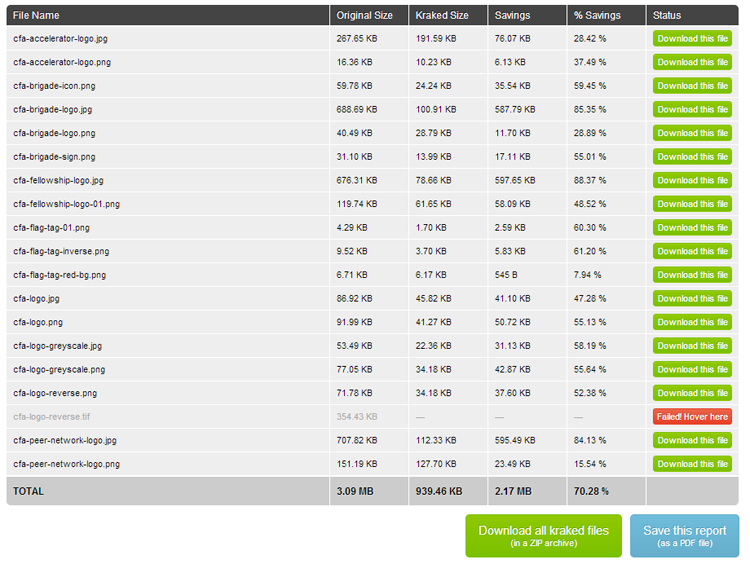 File Name Original Size Kraked Size Savings % Savings Status
cfa-accelerator-logo.jpg 267.65 KB 191.59 KB 76.07 KB 28.42 % Download this file
cfa-accelerator-logo.png 16.36 KB 10.23 KB 6.13 KB 37.49 % Download this file
cfa-brigade-icon.png 59.78 KB 24.24 KB 35.54 KB 59.45 % Download this file
cfa-brigade-logo.jpg 688.69 KB 100.91 KB 587.79 KB 85.35 % Download this file
cfa-brigade-logo.png 40.49 KB 28.79 KB 11.70 KB 28.89 % Download this file
cfa-brigade-sign.png 31.10 KB 13.99 KB 17.11 KB 55.01 % Download this file
cfa-fellowship-logo.jpg 676.31 KB 78.66 KB 597.65 KB 88.37 % Download this file
cfa-fellowship-logo-01.png 119.74 KB 61.65 KB 58.09 KB 48.52 % Download this file
cfa-flag-tag-01.png 4.29 KB 1.70 KB 2.59 KB 60.30 % Download this file
cfa-flag-tag-inverse.png 9.52 KB 3.70 KB 5.83 KB 61.20 % Download this file
cfa-flag-tag-red-bg.png 6.71 KB 6.17 KB 545 B 7.94 % Download this file
cfa-logo.jpg 86.92 KB 45.82 KB 41.10 KB 47.28 % Download this file
cfa-logo.png 91.99 KB 41.27 KB 50.72 KB 55.13 % Download this file
cfa-logo-greyscale.jpg 53.49 KB 22.36 KB 31.13 KB 58.19 % Download this file
cfa-logo-greyscale.png 77.05 KB 34.18 KB 42.87 KB 55.64 % Download this file
cfa-logo-reverse.png 71.78 KB 34.18 KB 37.60 KB 52.38 % Download this file
cfa-logo-reverse.tif 354.43 KB — — — Failed! Hover here
cfa-peer-network-logo.jpg 707.82 KB 112.33 KB 595.49 KB 84.13 % Download this file
cfa-peer-network-logo.png 151.19 KB 127.70 KB 23.49 KB 15.54 % Download this file
TOTAL 3.09 MB 939.46 KB 2.17 MB 70.28 %
Download all kraked files Save this report
(in a ZIP archive) (as a PDF file)